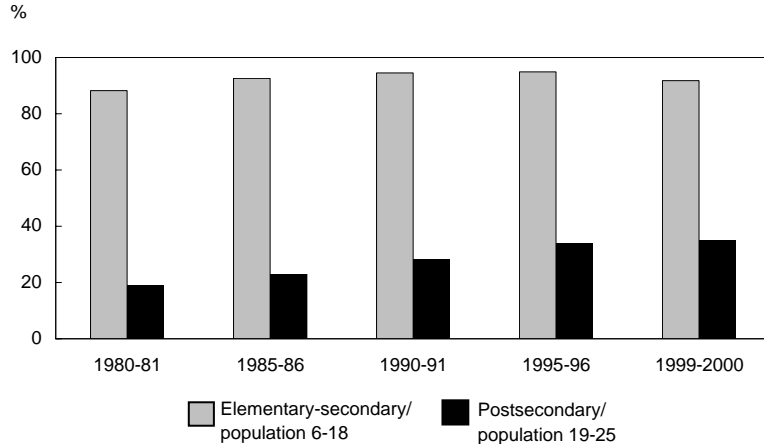 %
100
80
60
40
20
0
1980-81 1985-86 1990-91 1995-96 1999-2000
Elementary-secondary/
population 6-18
Postsecondary/
population 19-25